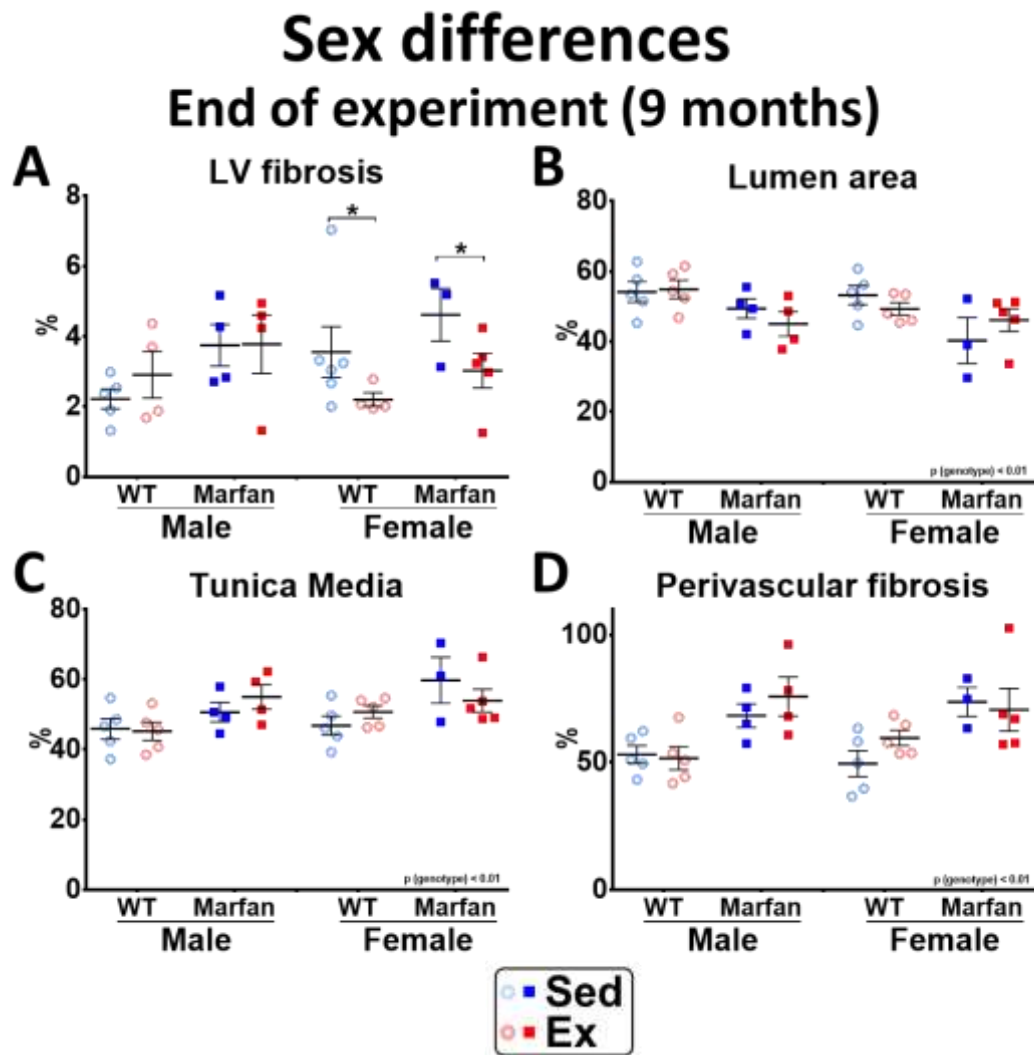 Sex differences
End of experiment (9 months)
A
LV fibrosis
8
6
4
2
0
%
*
*
WT Marfan WT Marfan
Male Female
B
Lumen area
80
60
40
20
0
%
p (genotype) < 0.01
WT Marfan WT Marfan
Male Female
C
Tunica Media
80
60
40
20
0
%
p (genotype) < 0.01
WT Marfan WT Marfan
Male Female
D
Perivascular fibrosis
100
50
0
%
p (genotype) < 0.01
WT Marfan WT Marfan
Male Female
Sed
Ex